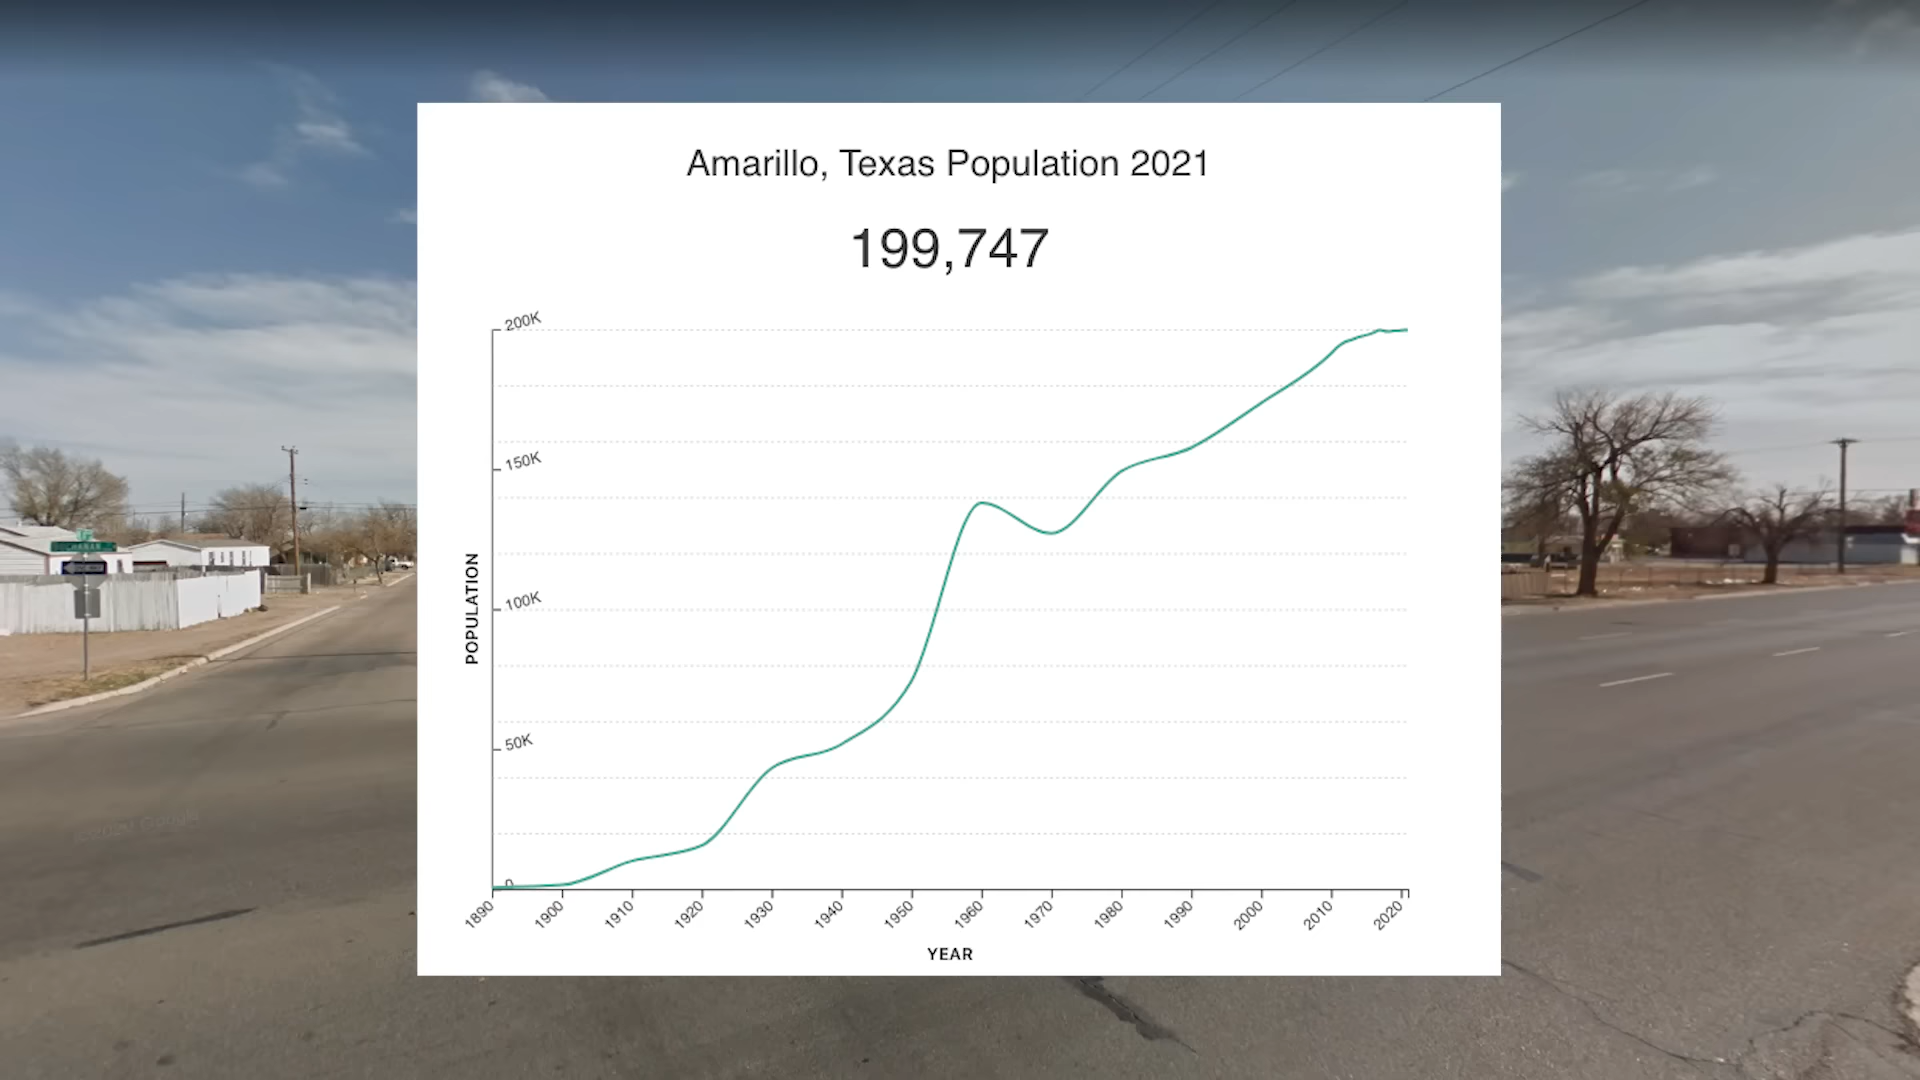 Amarillo, Texas Population 2021
199,747
200K
150K
100K
50K
0
POPULATION
1890
1900
1910
1920
1930
1940
1950
1960
1970
1980
1990
2000
2010
2020
YEAR